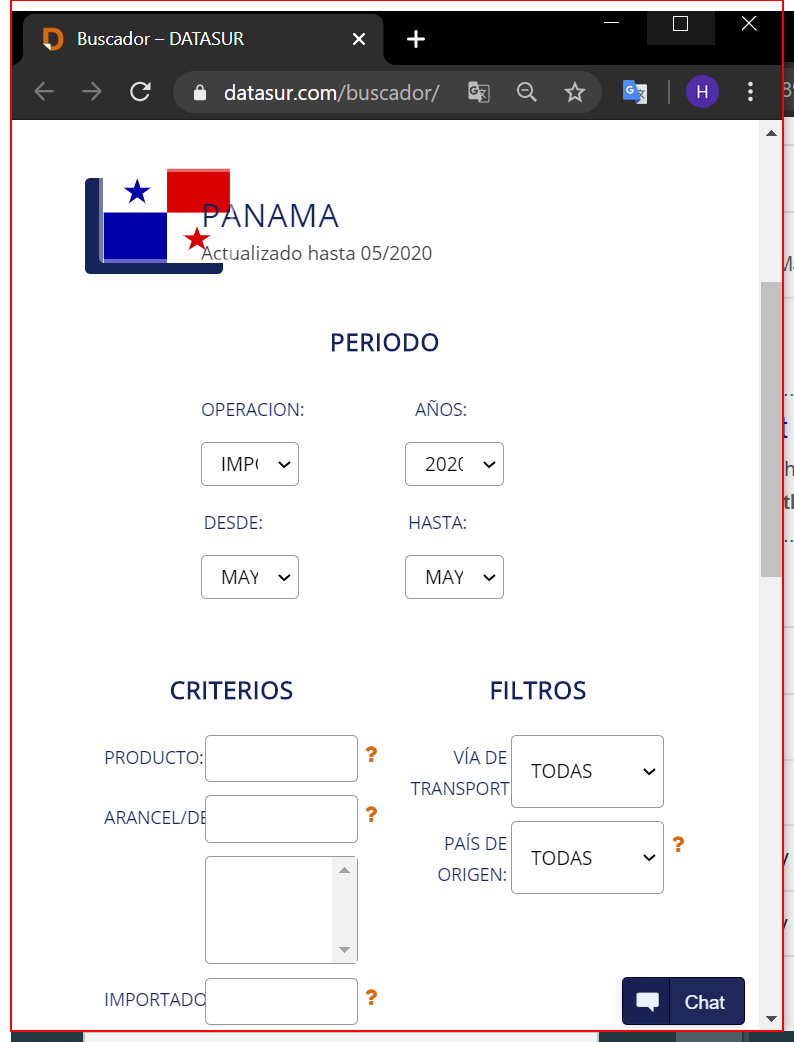 Buscador – DATASUR
datasur.com/buscador/
H
PANAMA
Actualizado hasta 05/2020
PERIODO
OPERACION: AÑOS:
IMP 2020
DESDE: HASTA:
MAY MAY
CRITERIOS FILTROS
PRODUCTO: ?
VÍA DE
TRANSPORT
TODAS
ARANCEL/DE ?
PAÍS DE
ORIGEN:
TODAS ?
IMPORTADO ?
Chat